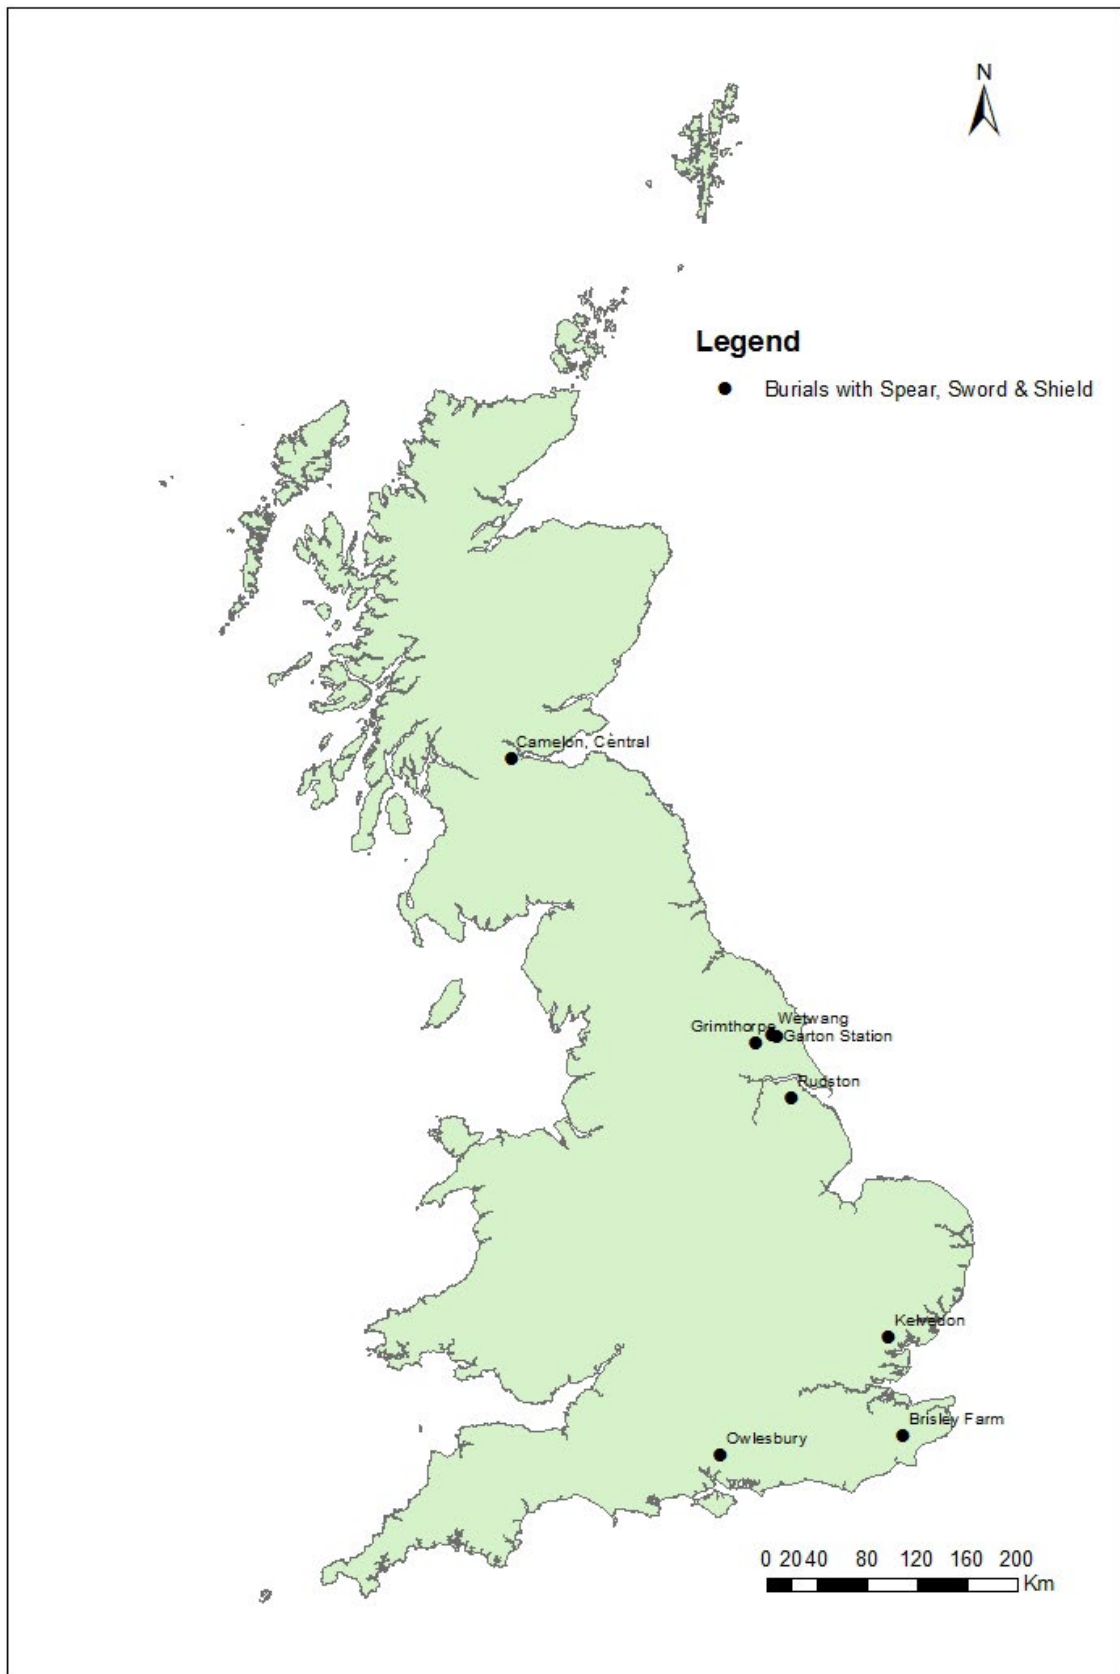 N
Legend
Burials with Spear, Sword & Shield
Camelon, Central
Wetwang
Grimthorpe
Garton Station
Rudston
Kelvedon
Brisley Farm
Owlesbury
0 20 40 80 120 160 200
Km